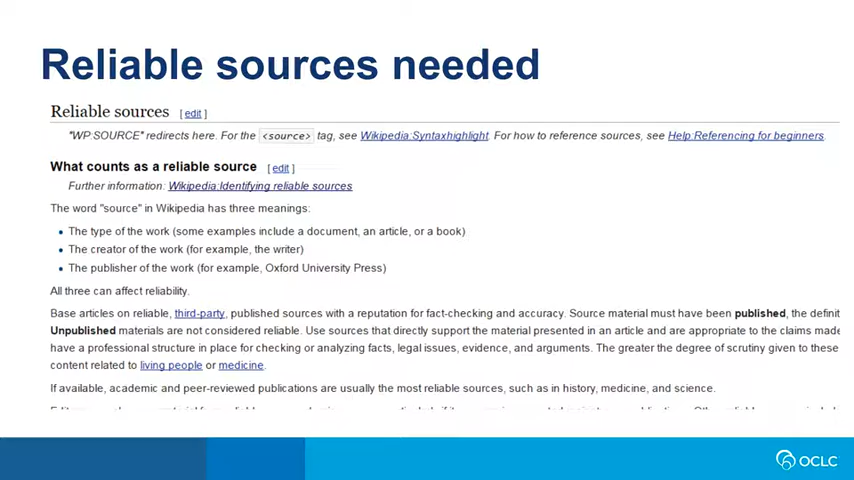 Reliable sources needed
Reliable sources [ edit ]
"WP:SOURCE" redirects here. For the <source> tag, see Wikipedia:Syntaxhighlight. For how to reference sources, see Help:Referencing for beginners.
What counts as a reliable source [ edit ]
Further information: Wikipedia:Identifying reliable sources
The word "source" in Wikipedia has three meanings:
• The type of the work (some examples include a document, an article, or a book)
• The creator of the work (for example, the writer)
• The publisher of the work (for example, Oxford University Press)
All three can affect reliability.
Base articles on reliable, third-party, published sources with a reputation for fact-checking and accuracy. Source material must have been published, the definit
Unpublished materials are not considered reliable. Use sources that directly support the material presented in an article and are appropriate to the claims made
have a professional structure in place for checking or analyzing facts, legal issues, evidence, and arguments. The greater the degree of scrutiny given to these
content related to living people or medicine.
If available, academic and peer-reviewed publications are usually the most reliable sources, such as in history, medicine, and science.
OCLC